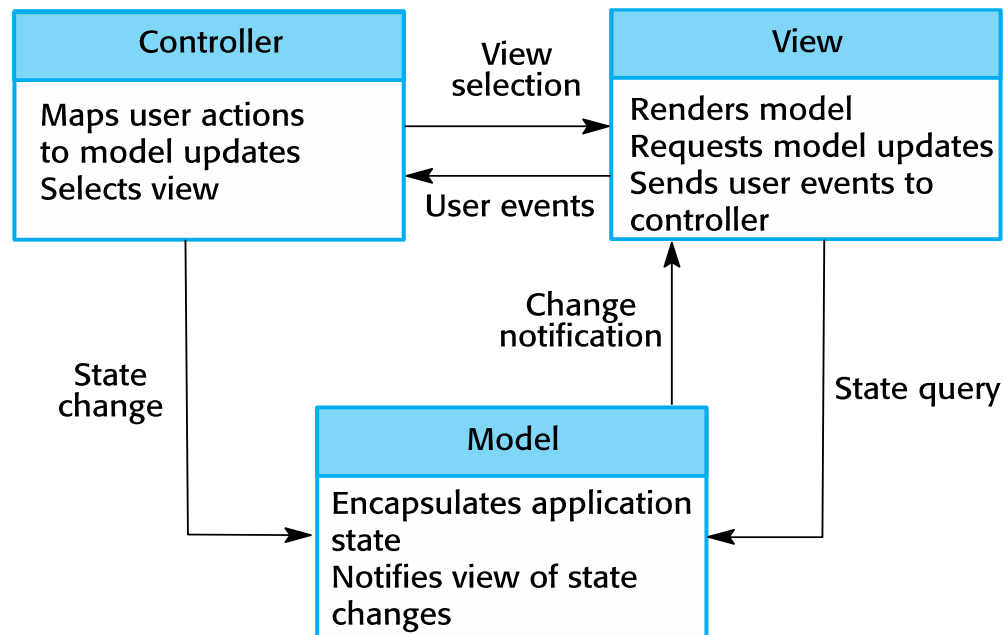 Controller
Maps user actions
to model updates
Selects view
View
selection
User events
View
Renders model
Requests model updates
Sends user events to
controller
State
change
Change
notification
State query
Model
Encapsulates application
state
Notifies view of state
changes